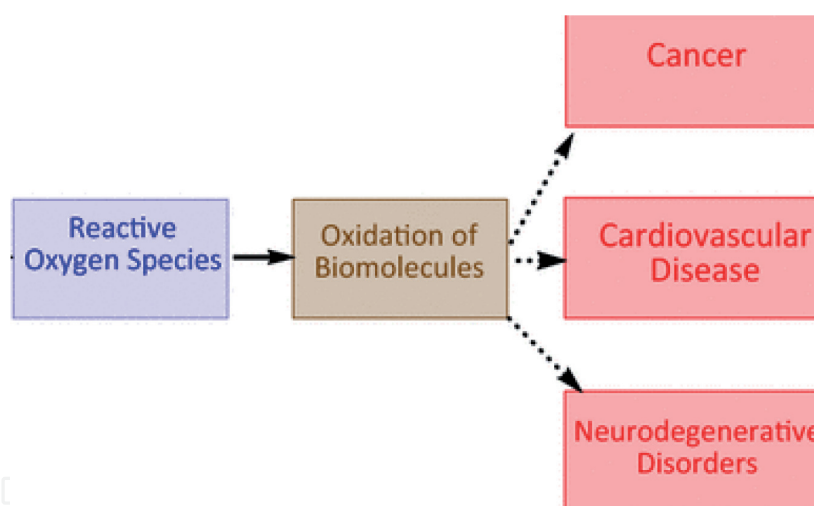 Cancer
Reactive
Oxygen Species
Oxidation of
Biomolecules
Cardiovascular
Disease
Neurodegenerative
Disorders